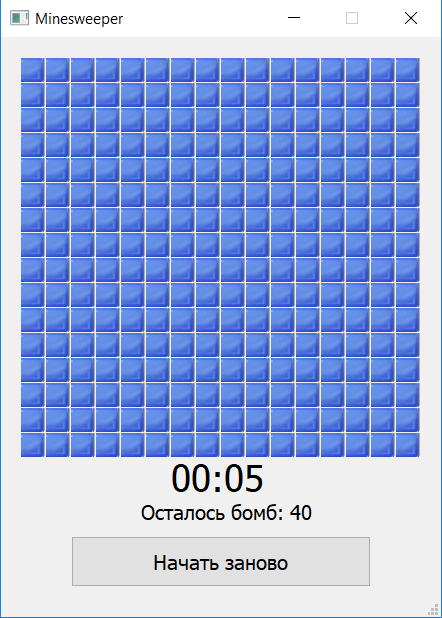 Minesweeper
00:05
Осталось бомб: 40
Начать заново